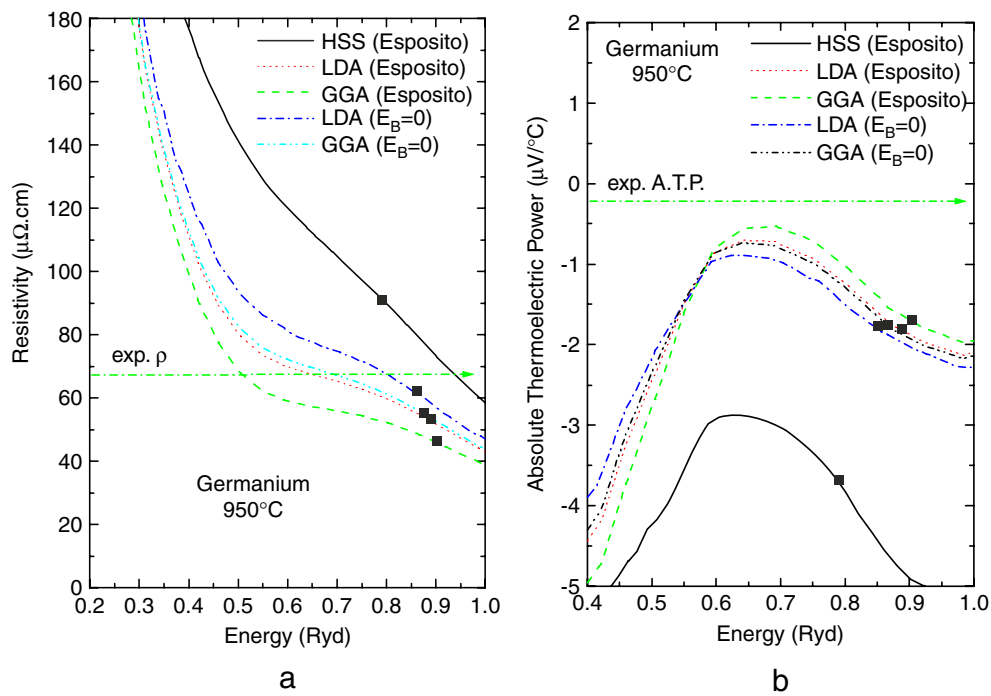 180
160
140
120
100
80
60
40
20
0
Resistivity (μΩ.cm)
HSS (Esposito)
LDA (Esposito)
GGA (Esposito)
LDA (E_B=0)
GGA (E_B=0)
exp. ρ
Germanium
950°C
0.2 0.3 0.4 0.5 0.6 0.7 0.8 0.9 1.0
Energy (Ryd)
a
2
1
0
-1
-2
-3
-4
-5
Absolute Thermoelectric Power (μV/°C)
Germanium
950°C
HSS (Esposito)
LDA (Esposito)
GGA (Esposito)
LDA (E_B=0)
GGA (E_B=0)
exp. A.T.P.
0.4 0.5 0.6 0.7 0.8 0.9 1.0
Energy (Ryd)
b